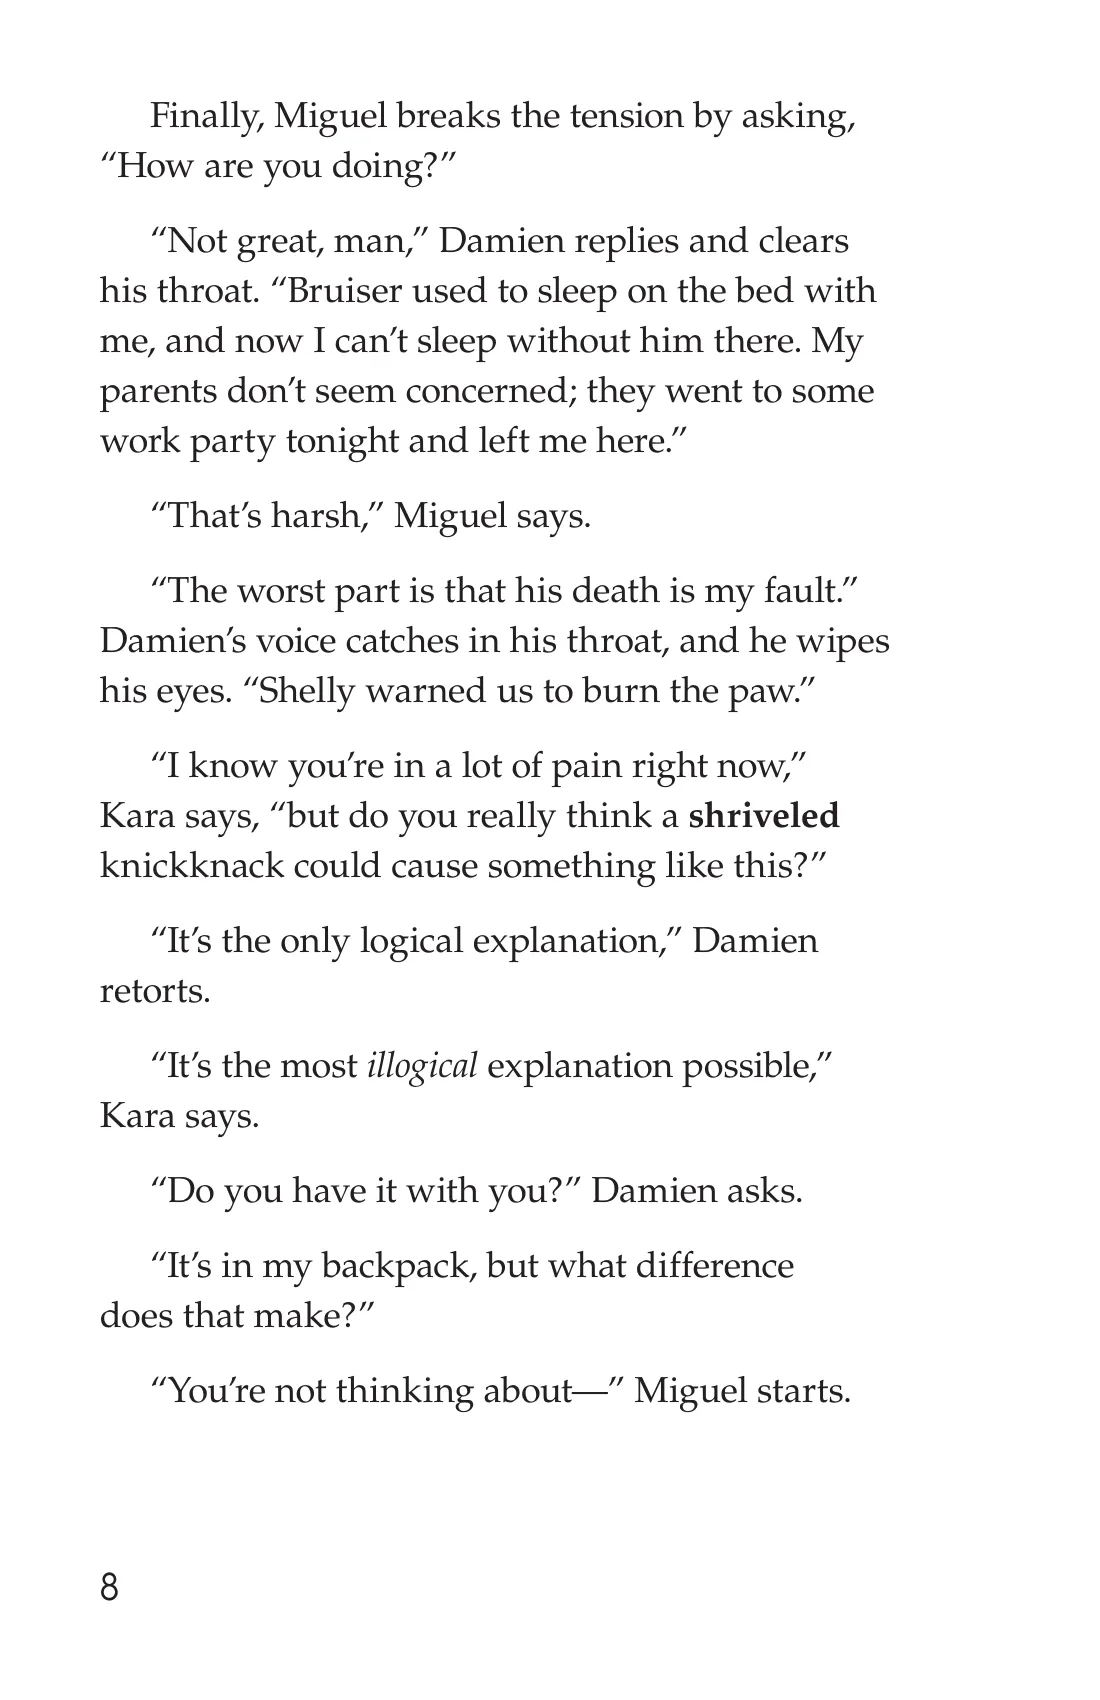 Finally, Miguel breaks the tension by asking,
“How are you doing?”
“Not great, man,” Damien replies and clears
his throat. “Bruiser used to sleep on the bed with
me, and now I can’t sleep without him there. My
parents don’t seem concerned; they went to some
work party tonight and left me here.”
“That’s harsh,” Miguel says.
“The worst part is that his death is my fault.”
Damien’s voice catches in his throat, and he wipes
his eyes. “Shelly warned us to burn the paw.”
“I know you’re in a lot of pain right now,”
Kara says, “but do you really think a shriveled
knickknack could cause something like this?”
“It’s the only logical explanation,” Damien
retorts.
“It’s the most illogical explanation possible,”
Kara says.
“Do you have it with you?” Damien asks.
“It’s in my backpack, but what difference
does that make?”
“You’re not thinking about—” Miguel starts.
8